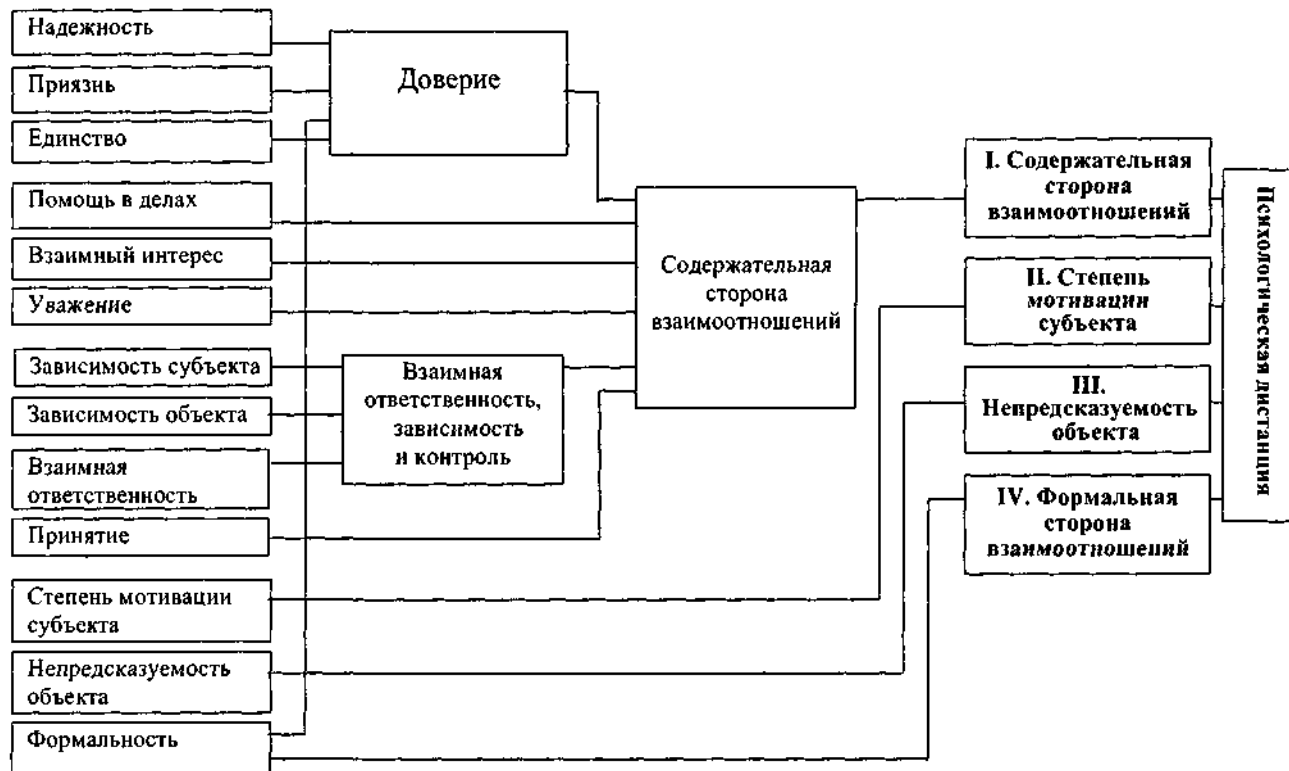 Надежность
Приязнь
Единство
Помощь в делах
Взаимный интерес
Уважение
Зависимость субъекта
Зависимость объекта
Взаимная
ответственность
Принятие
Степень мотивации
субъекта
Непредсказуемость
объекта
Формальность
Доверие
Взаимная
ответственность,
зависимость
и контроль
Содержательная
сторона
взаимоотношений
I. Содержательная
сторона
взаимоотношений
II. Степень
мотивации
субъекта
III.
Непредсказуемость
объекта
IV. Формальная
сторона
взаимоотношений
Психологическая дистанция